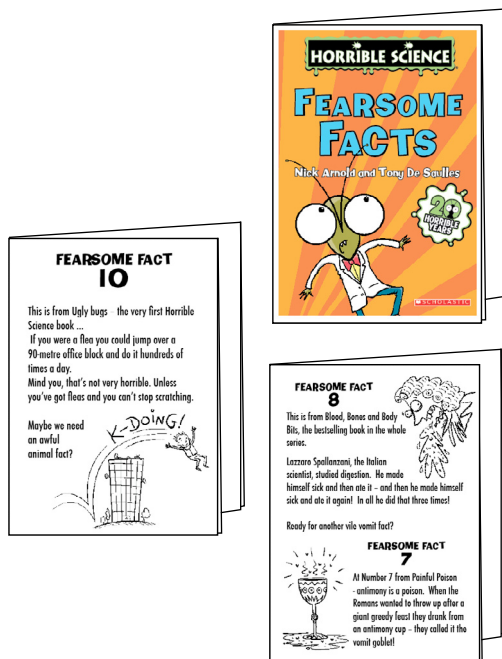 HORRIBLE SCIENCE
FEARSOME
FACTS
Nick Arnold and Tony De Saulles
20
HORRIBLE
YEARS
SCHOLASTIC
FEARSOME FACT
10
This is from Ugly bugs - the very first Horrible
Science book ...
If you were a flea you could jump over a
90-metre office block and do it hundreds of
times a day.
Mind you, that's not very horrible. Unless
you've got fleas and you can't stop scratching.
Maybe we need
an awful
animal fact?
K-DOING!
FEARSOME FACT
8
This is from Blood, Bones and Body
Bits, the bestselling book in the whole
series.
Lazzaro Spallanzani, the Italian
scientist, studied digestion. He made
himself sick and then ate it – and then he made himself
sick and ate it again! In all he did that three times!
Ready for another vile vomit fact?
FEARSOME FACT
7
At Number 7 from Painful Poison
- antimony is a poison. When the
Romans wanted to throw up after a
giant greedy feast they drank from
an antimony cup – they called it the
vomit goblet!